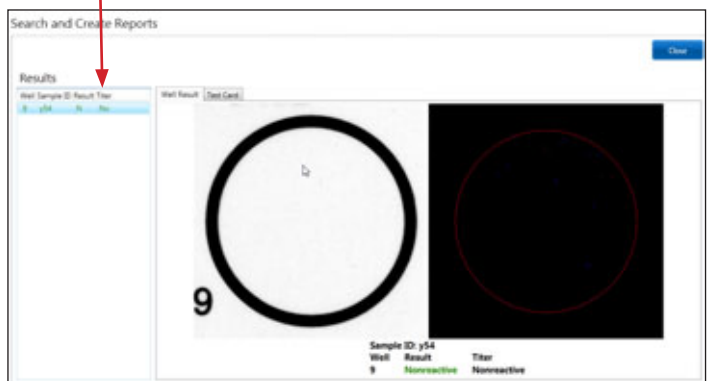 Search and Create Reports
Close
Results
Well Sample ID Result Titer
9 y54 N No
Well Result Test Card
9
Sample ID: y54
Well Result Titer
9 Nonreactive Nonreactive